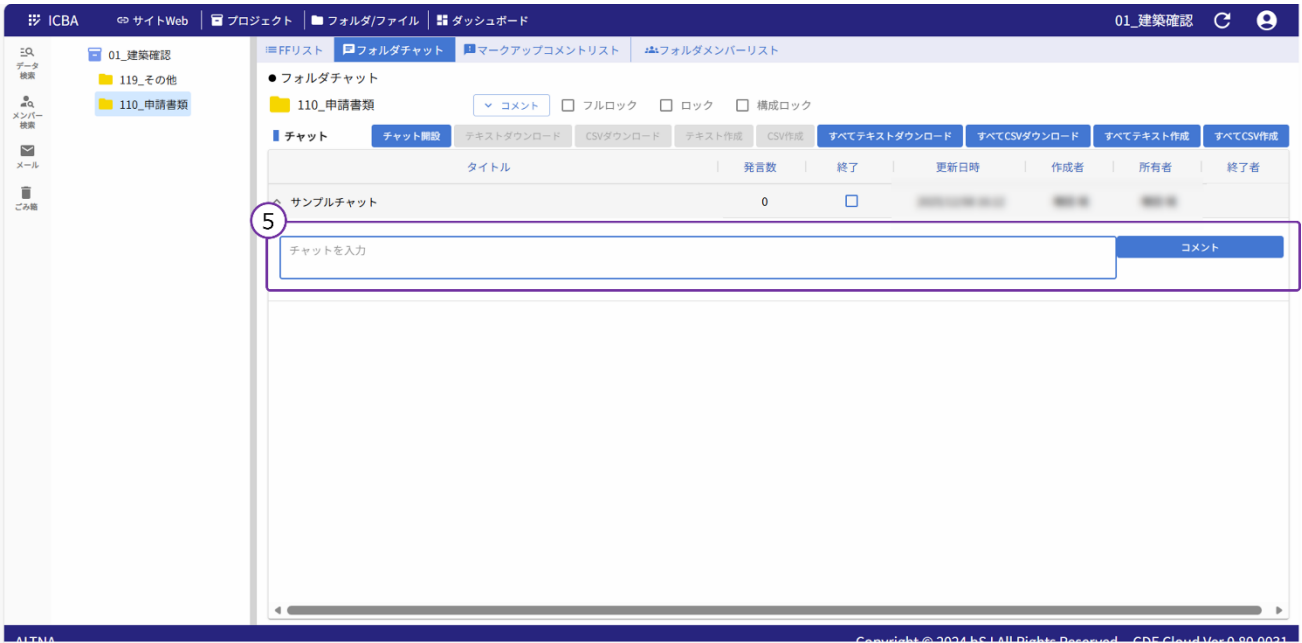 ICBA サイトWeb プロジェクト フォルダ/ファイル ダッシュボード 01_建築確認
データ
検索
メンバー
検索
メール
ごみ箱
01_建築確認
119_その他
110_申請書類
FFリスト フォルダチャット マークアップコメントリスト フォルダメンバーリスト
● フォルダチャット
110_申請書類 コメント フルロック ロック 構成ロック
チャット チャット開設 テキストダウンロード CSVダウンロード テキスト作成 CSV作成 すべてテキストダウンロード すべてCSVダウンロード すべてテキスト作成 すべてCSV作成
タイトル 発言数 終了 更新日時 作成者 所有者 終了者
サンプルチャット 0
5
チャットを入力 コメント
ALTNA Copyright © 2024 bSJ All Rights Reserved. CDE Cloud Ver.0.80.0031